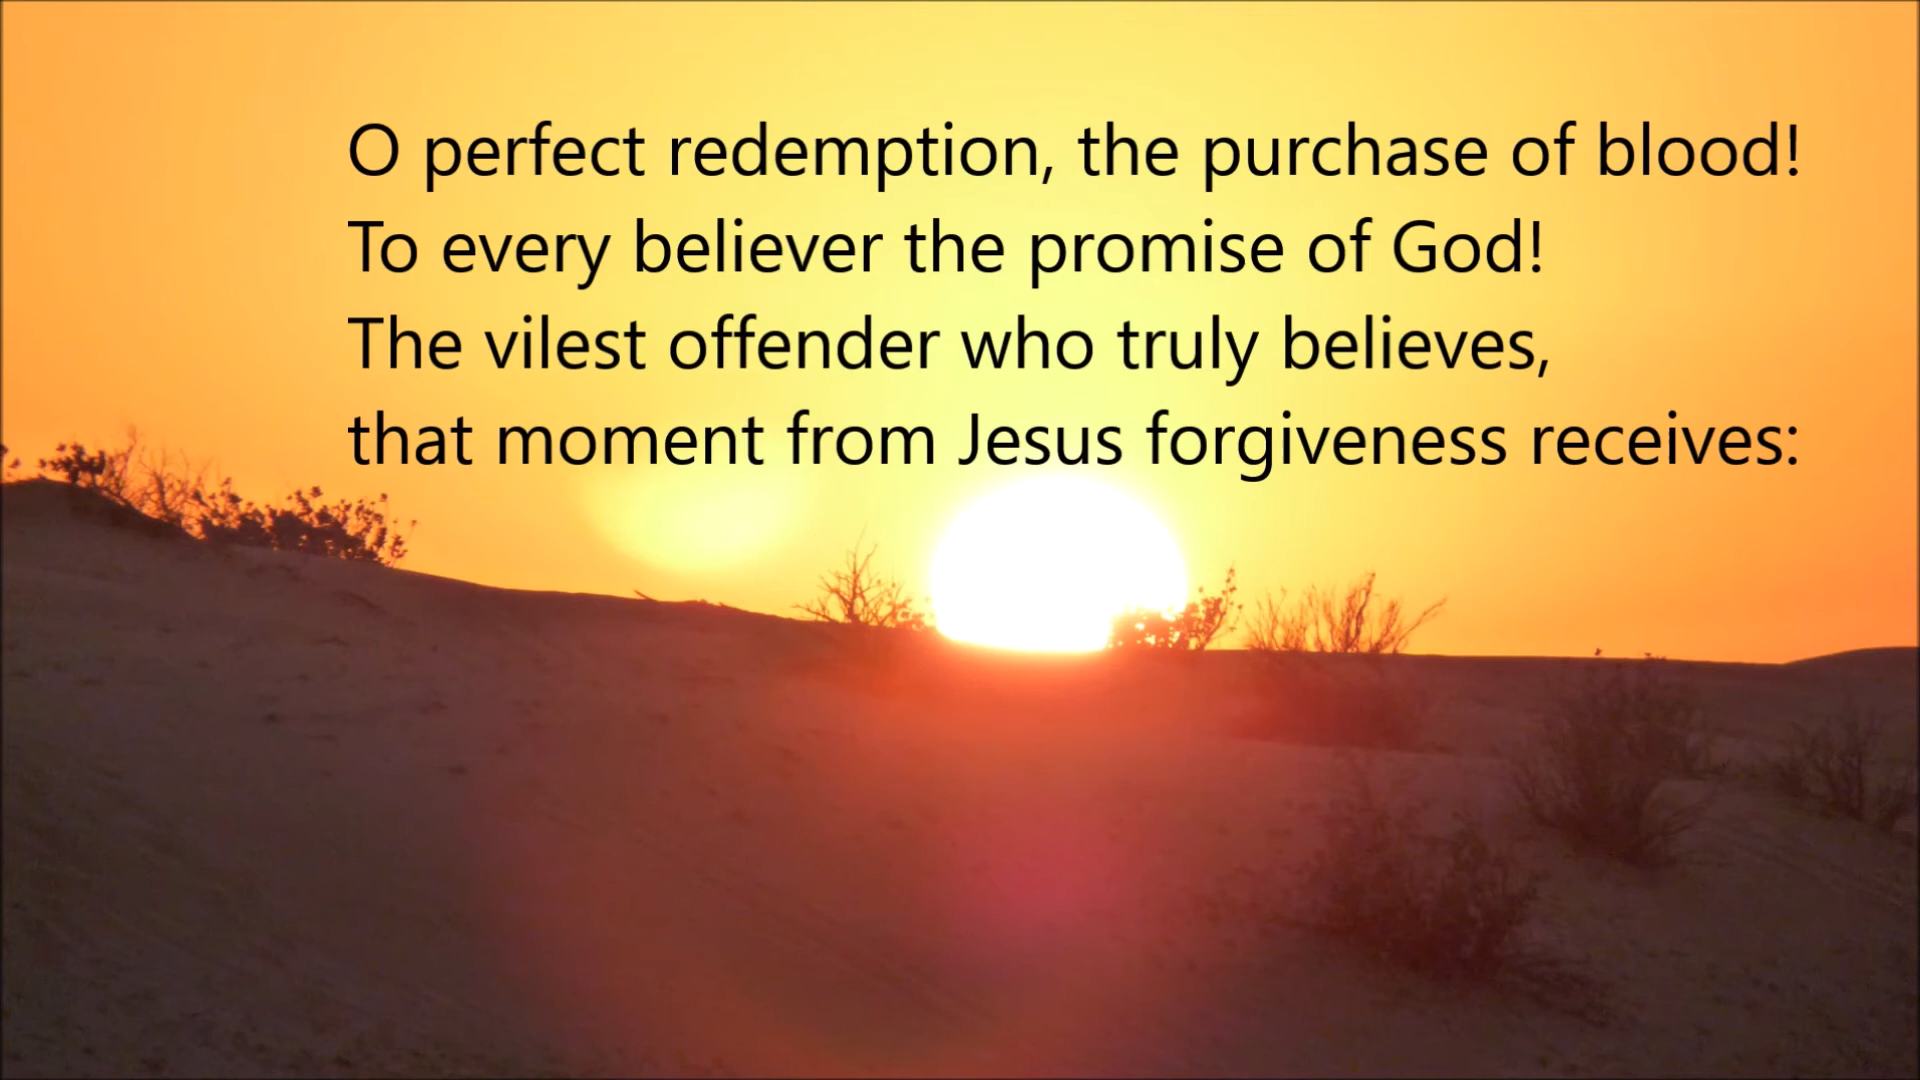 O perfect redemption, the purchase of blood!
To every believer the promise of God!
The vilest offender who truly believes,
that moment from Jesus forgiveness receives: